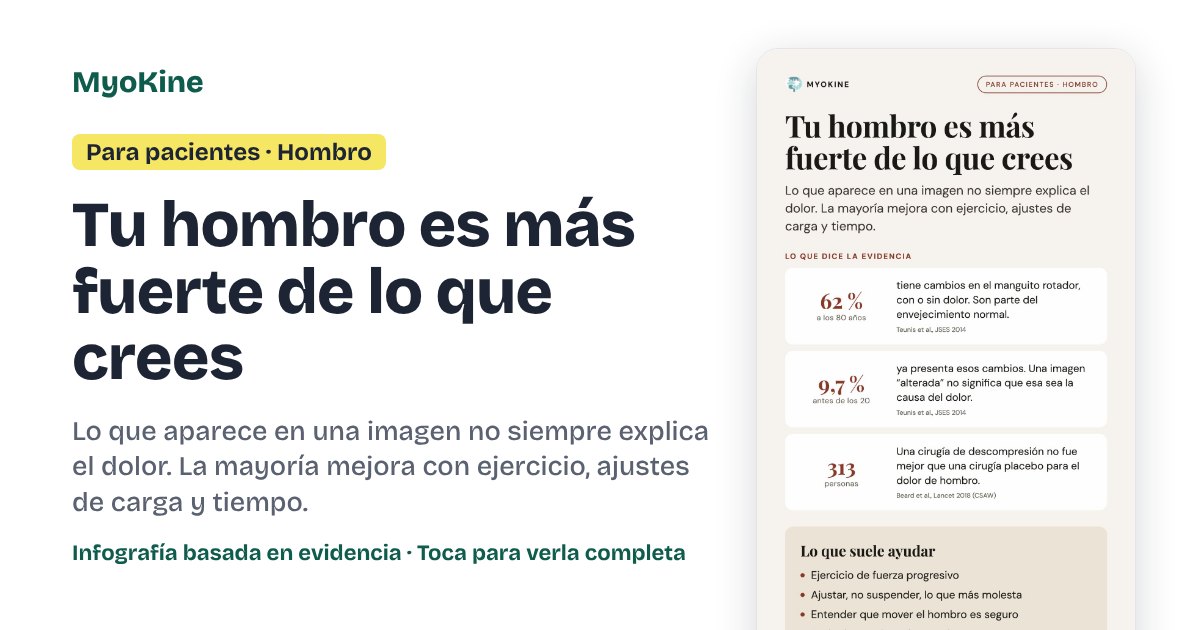 MyoKine
Para pacientes · Hombro
Tu hombro es más
fuerte de lo que
crees
Lo que aparece en una imagen no siempre explica
el dolor. La mayoría mejora con ejercicio, ajustes
de carga y tiempo.
Infografía basada en evidencia · Toca para verla completa
MYOKINE
PARA PACIENTES · HOMBRO
Tu hombro es más
fuerte de lo que crees
Lo que aparece en una imagen no siempre explica el
dolor. La mayoría mejora con ejercicio, ajustes de
carga y tiempo.
LO QUE DICE LA EVIDENCIA
62 %
a los 80 años
tiene cambios en el manguito rotador,
con o sin dolor. Son parte del
envejecimiento normal.
Teunis et al., JSES 2014
9,7 %
antes de los 20
ya presenta esos cambios. Una imagen
"alterada" no significa que esa sea la
causa del dolor.
Teunis et al., JSES 2014
313
personas
Una cirugía de descompresión no fue
mejor que una cirugía placebo para el
dolor de hombro.
Beard et al., Lancet 2018 (CSAW)
Lo que suele ayudar
• Ejercicio de fuerza progresivo
• Ajustar, no suspender, lo que más molesta
• Entender que mover el hombro es seguro